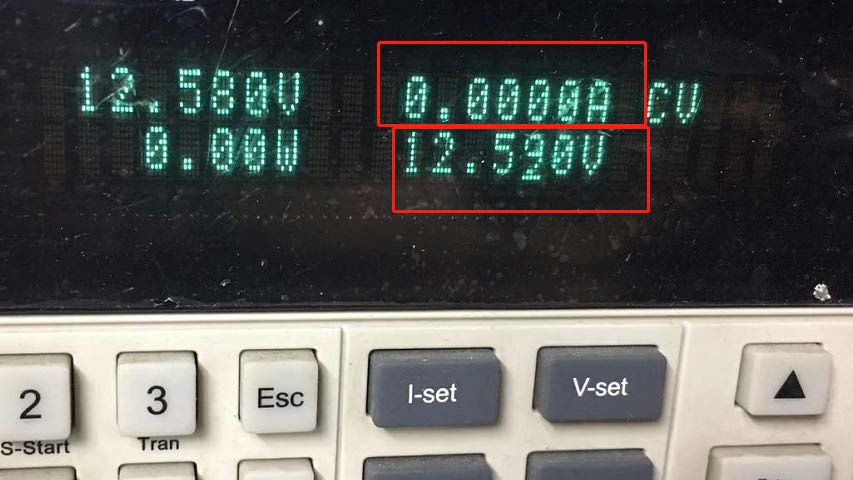 12.580V 0.0000A CV
0.00W 12.590V
2 3 Esc I-set V-set ▲
S-Start Tran